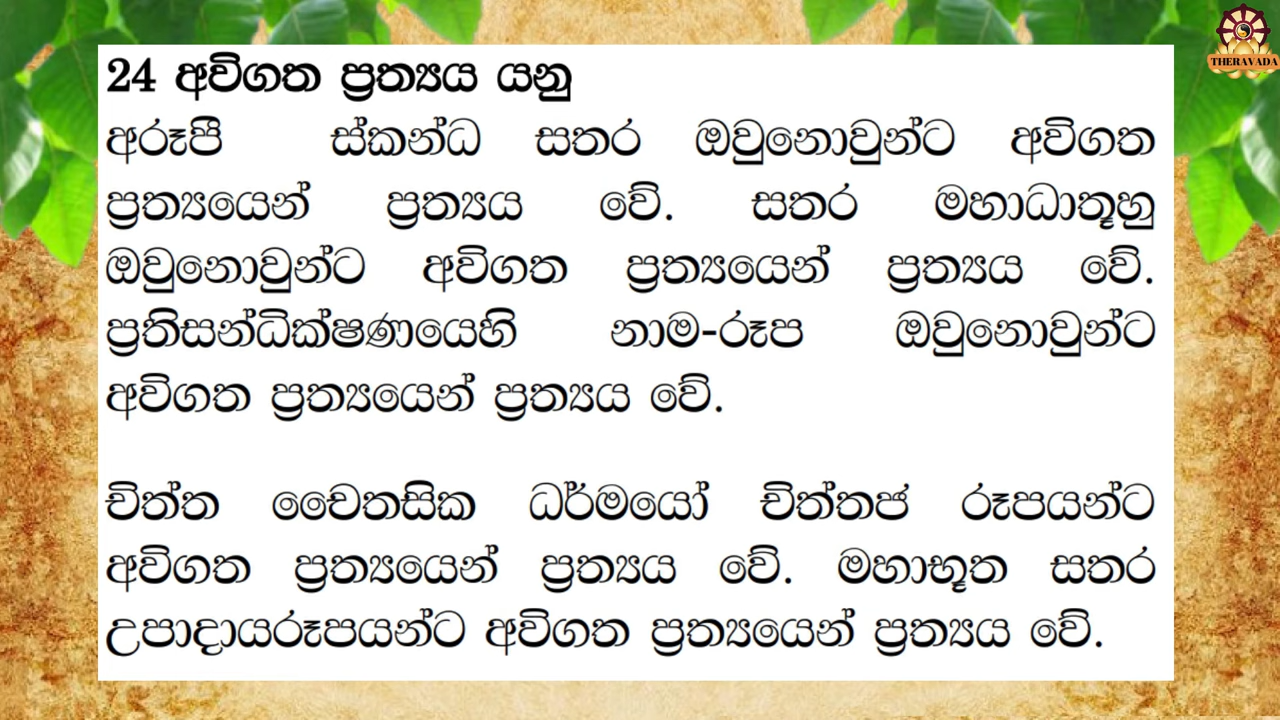 24 අවිගත ප්‍රත්‍යය යනු
අරූපී ස්කන්ධ සතර ඔවුනොවුන්ට අවිගත
ප්‍රත්‍යයෙන් ප්‍රත්‍යය වේ. සතර මහාධාතූහු
ඔවුනොවුන්ට අවිගත ප්‍රත්‍යයෙන් ප්‍රත්‍යය වේ.
ප්‍රතිසන්ධික්ෂණයෙහි නාම-රූප ඔවුනොවුන්ට
අවිගත ප්‍රත්‍යයෙන් ප්‍රත්‍යය වේ.
චිත්ත චෛතසික ධර්මයෝ චිත්තජ රූපයන්ට
අවිගත ප්‍රත්‍යයෙන් ප්‍රත්‍යය වේ. මහාභූත සතර
උපාදායරූපයන්ට අවිගත ප්‍රත්‍යයෙන් ප්‍රත්‍යය වේ.
THERAVADA